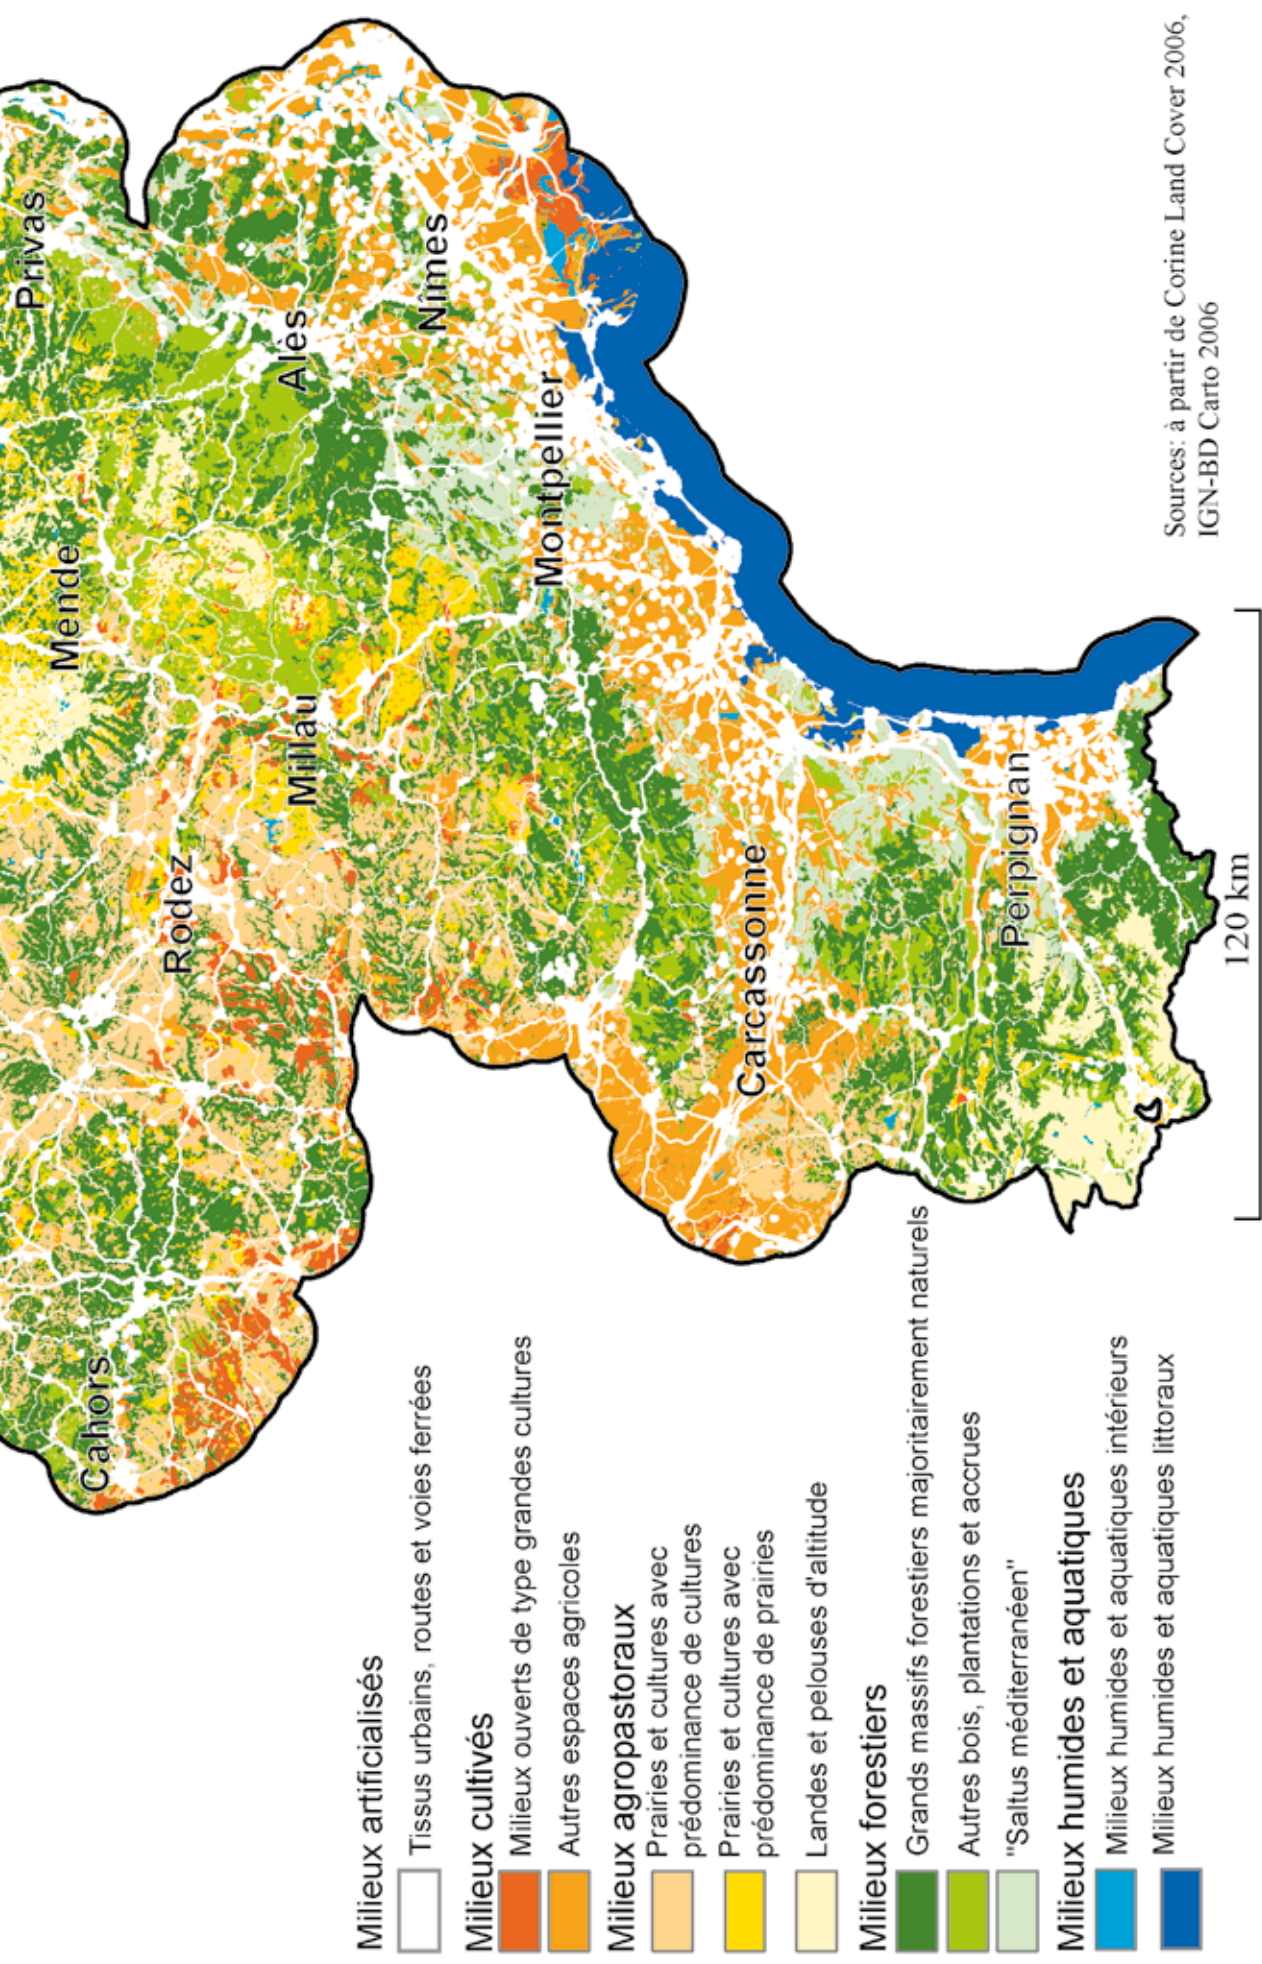 Privas
Mende
Alès
Nîmes
Rodez
Millau
Montpellier
Cahors
Carcassonne
Perpignan
Milieux artificialisés
Tissus urbains, routes et voies ferrées
Milieux cultivés
Milieux ouverts de type grandes cultures
Autres espaces agricoles
Milieux agropastoraux
Prairies et cultures avec
prédominance de cultures
Prairies et cultures avec
prédominance de prairies
Landes et pelouses d'altitude
Milieux forestiers
Grands massifs forestiers majoritairement naturels
Autres bois, plantations et accrues
"Saltus méditerranéen"
Milieux humides et aquatiques
Milieux humides et aquatiques intérieurs
Milieux humides et aquatiques littoraux
120 km
Sources: à partir de Corine Land Cover 2006,
IGN-BD Carto 2006